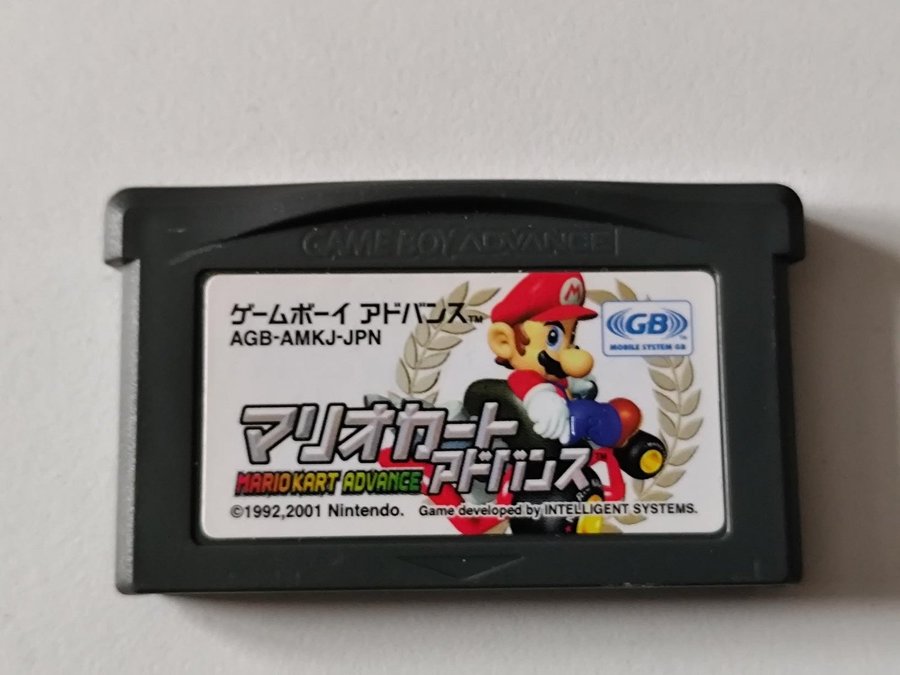 GAME BOY ADVANCE
ゲームボーイ アドバンス™
AGB-AMKJ-JPN
M
GB™
MOBILE SYSTEM GB
マリオカート
アドバンス
MARIO KART ADVANCE
©1992,2001 Nintendo. Game developed by INTELLIGENT SYSTEMS.